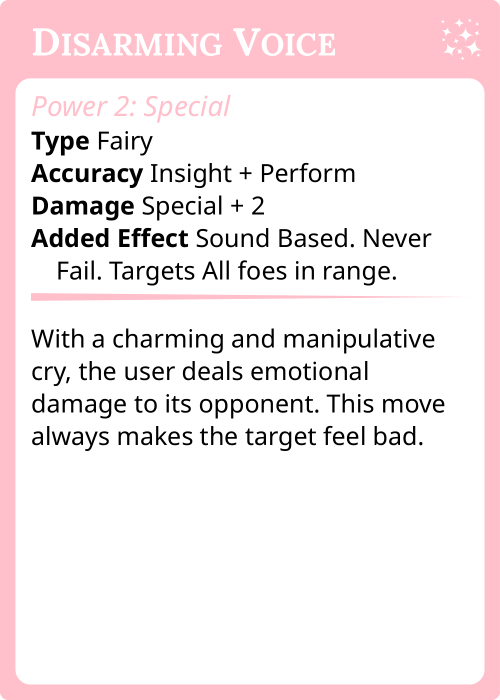 Disarming Voice
Power 2: Special
Type Fairy
Accuracy Insight + Perform
Damage Special + 2
Added Effect Sound Based. Never
Fail. Targets All foes in range.
With a charming and manipulative
cry, the user deals emotional
damage to its opponent. This move
always makes the target feel bad.